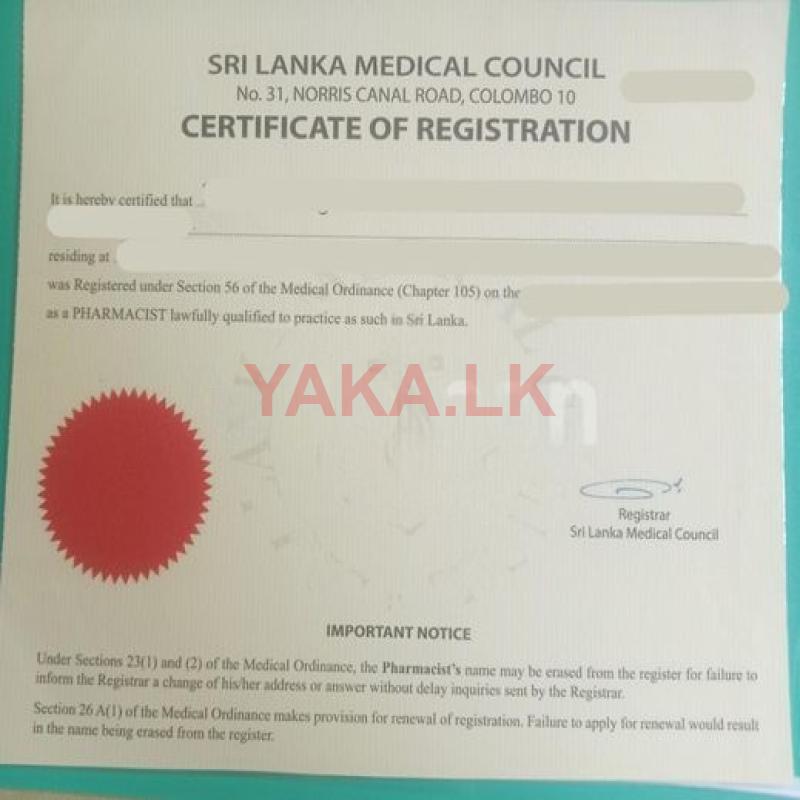 SRI LANKA MEDICAL COUNCIL
No. 31, NORRIS CANAL ROAD, COLOMBO 10
CERTIFICATE OF REGISTRATION
It is hereby certified that
residing at
was Registered under Section 56 of the Medical Ordinance (Chapter 105) on the
as a PHARMACIST lawfully qualified to practice as such in Sri Lanka.
YAKA.LK
Registrar
Sri Lanka Medical Council
IMPORTANT NOTICE
Under Sections 23(1) and (2) of the Medical Ordinance, the Pharmacist's name may be erased from the register for failure to
inform the Registrar a change of his/her address or answer without delay inquiries sent by the Registrar.
Section 26 A(1) of the Medical Ordinance makes provision for renewal of registration. Failure to apply for renewal would result
in the name being erased from the register.